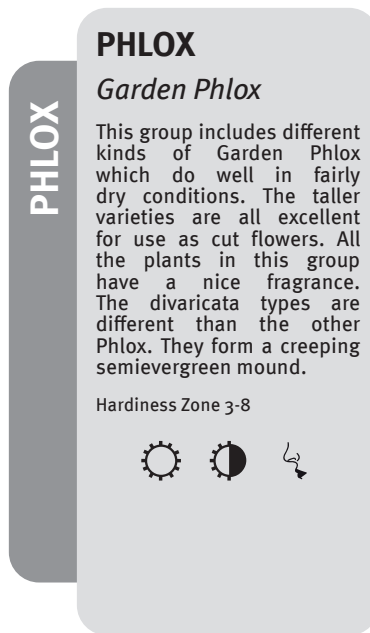 PHLOX
PHLOX
Garden Phlox
This group includes different
kinds of Garden Phlox
which do well in fairly
dry conditions. The taller
varieties are all excellent
for use as cut flowers. All
the plants in this group
have a nice fragrance.
The divaricata types are
different than the other
Phlox. They form a creeping
semievergreen mound.
Hardiness Zone 3-8